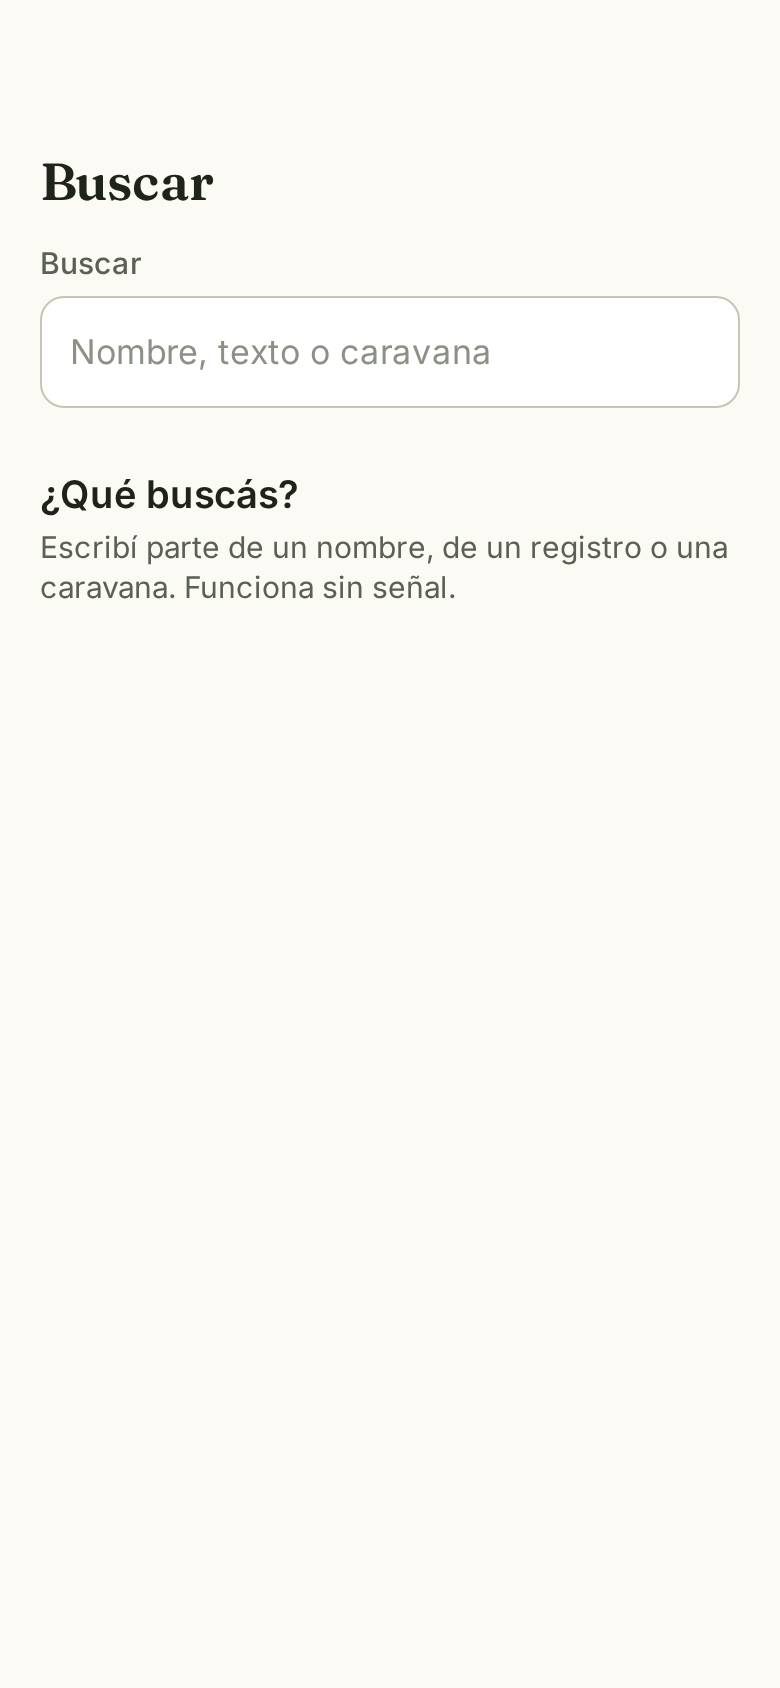 Buscar
Buscar
Nombre, texto o caravana
¿Qué buscás?
Escribí parte de un nombre, de un registro o una
caravana. Funciona sin señal.